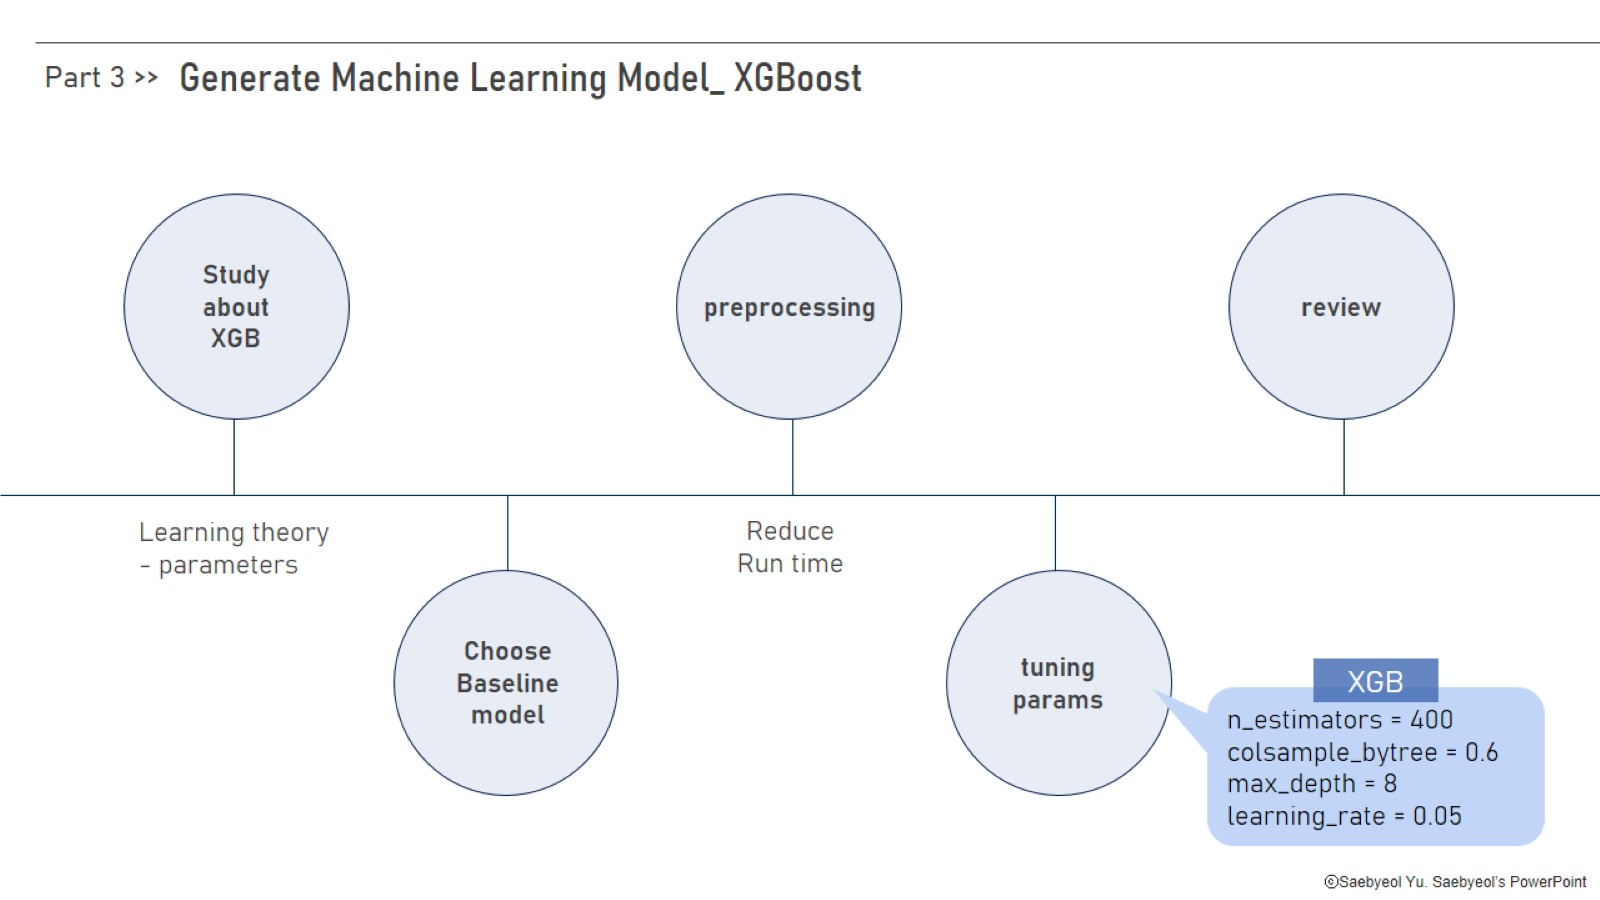 Part 3 >> Generate Machine Learning Model_ XGBoost
Study
about
XGB
preprocessing
review
Learning theory
- parameters
Reduce
Run time
Choose
Baseline
model
tuning
params
XGB
n_estimators = 400
colsample_bytree = 0.6
max_depth = 8
learning_rate = 0.05
ⓒSaebyeol Yu. Saebyeol's PowerPoint